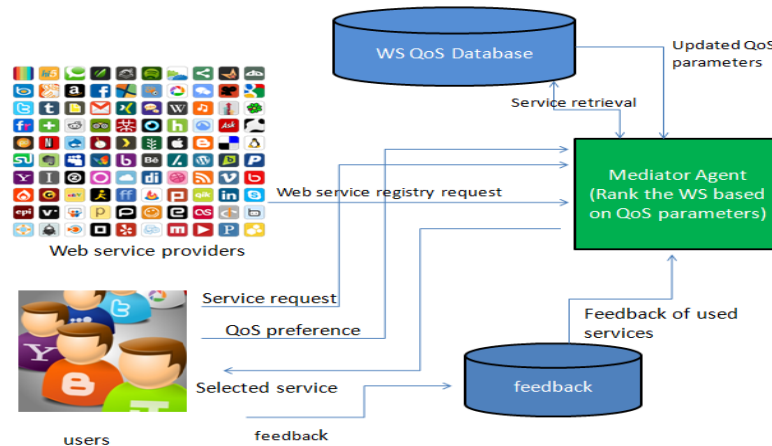 WS QoS Database
Updated QoS
parameters
Service retrieval
Mediator Agent
(Rank the WS based
on QoS parameters)
Web service registry request
Web service providers
Service request
QoS preference
Feedback of used
services
Selected service
feedback
feedback
users